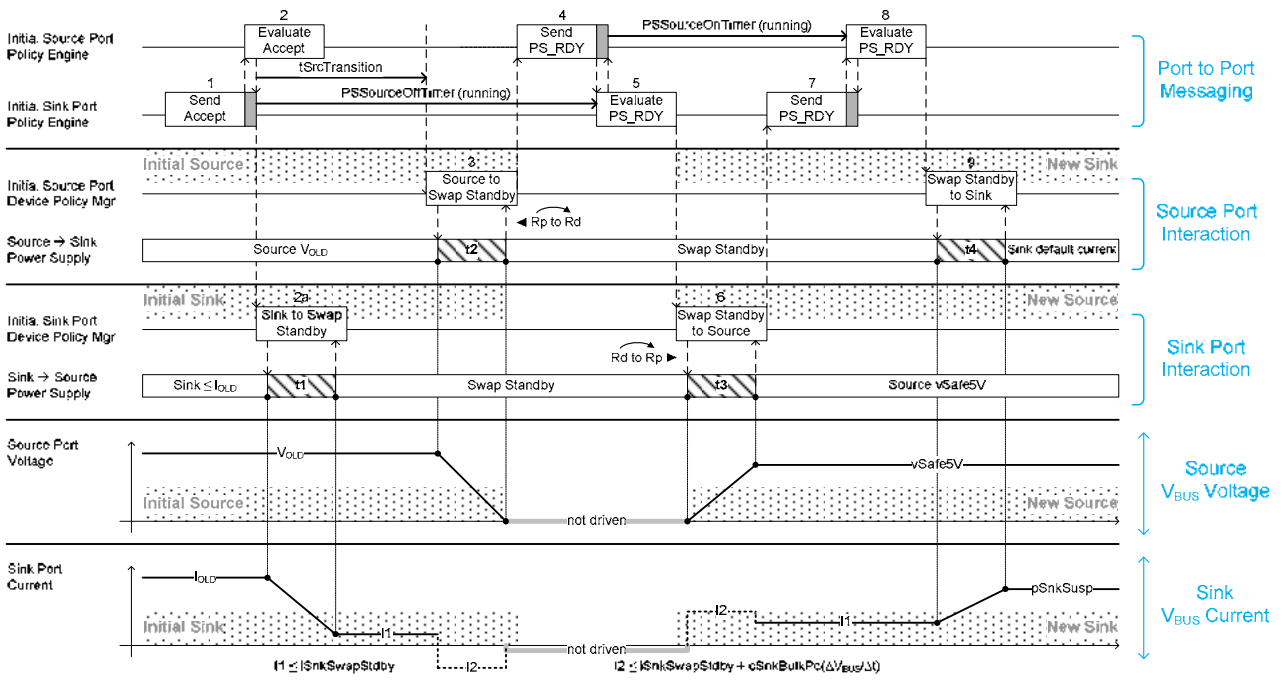 2
4
8
Initial Source Port
Policy Engine
Evaluate
Accept
Send
PS_RDY
PSSourceOnTimer (running)
Evaluate
PS_RDY
tSrcTransition
1
5
7
Initial Sink Port
Policy Engine
Send
Accept
PSSourceOffTimer (running)
Evaluate
PS_RDY
Send
PS_RDY
Port to Port
Messaging
Initial Source
3
9
New Sink
Initial Source Port
Device Policy Mgr
Source to
Swap Standby
Swap Standby
to Sink
Rp to Rd
Source → Sink
Power Supply
Source VOLD
t2
Swap Standby
t4
Sink default current
Source Port
Interaction
Initial Sink
2a
6
New Source
Initial Sink Port
Device Policy Mgr
Sink to Swap
Standby
Swap Standby
to Source
Rd to Rp
Sink → Source
Power Supply
Sink ≤ IOLD
t1
Swap Standby
t3
Source vSafe5V
Sink Port
Interaction
Source Port
Voltage
VOLD
vSafe5V
Initial Source
New Source
not driven
Source
VBUS Voltage
Sink Port
Current
IOLD
pSnkSusp
I2
I1
I1
Initial Sink
New Sink
not driven
I2
I1 ≤ iSnkSwapStdby
I2 ≤ iSnkSwapStdby + cSnkBulkPd(ΔVBUS/Δt)
Sink
VBUS Current